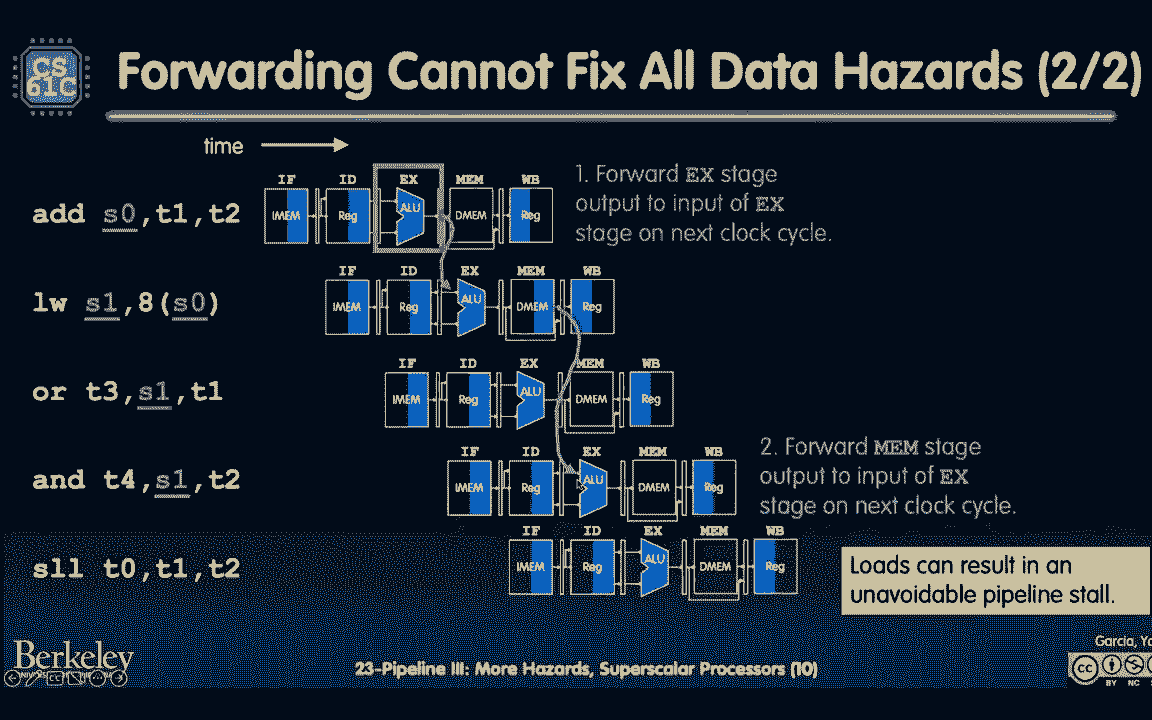 CS
61C
Forwarding Cannot Fix All Data Hazards (2/2)
time
IF ID EX MEM WB
add s0,t1,t2
IMEM Reg ALU DMEM Reg
1. Forward EX stage
output to input of EX
stage on next clock cycle.
IF ID EX MEM WB
lw s1,8(s0)
IMEM Reg ALU DMEM Reg
IF ID EX MEM WB
or t3,s1,t1
IMEM Reg ALU DMEM Reg
IF ID EX MEM WB
and t4,s1,t2
IMEM Reg ALU DMEM Reg
2. Forward MEM stage
output to input of EX
stage on next clock cycle.
IF ID EX MEM WB
sll t0,t1,t2
IMEM Reg ALU DMEM Reg
Loads can result in an
unavoidable pipeline stall.
Berkeley
23-Pipeline III: More Hazards, Superscalar Processors (10)
Garcia, Yo
cc
BY NC